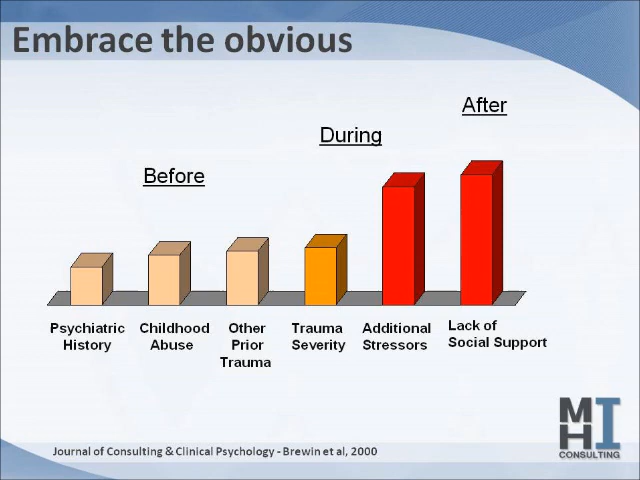 Embrace the obvious
After
During
Before
Psychiatric
History
Childhood
Abuse
Other
Prior
Trauma
Trauma
Severity
Additional
Stressors
Lack of
Social Support
Journal of Consulting & Clinical Psychology - Brewin et al, 2000
M I
H
CONSULTING